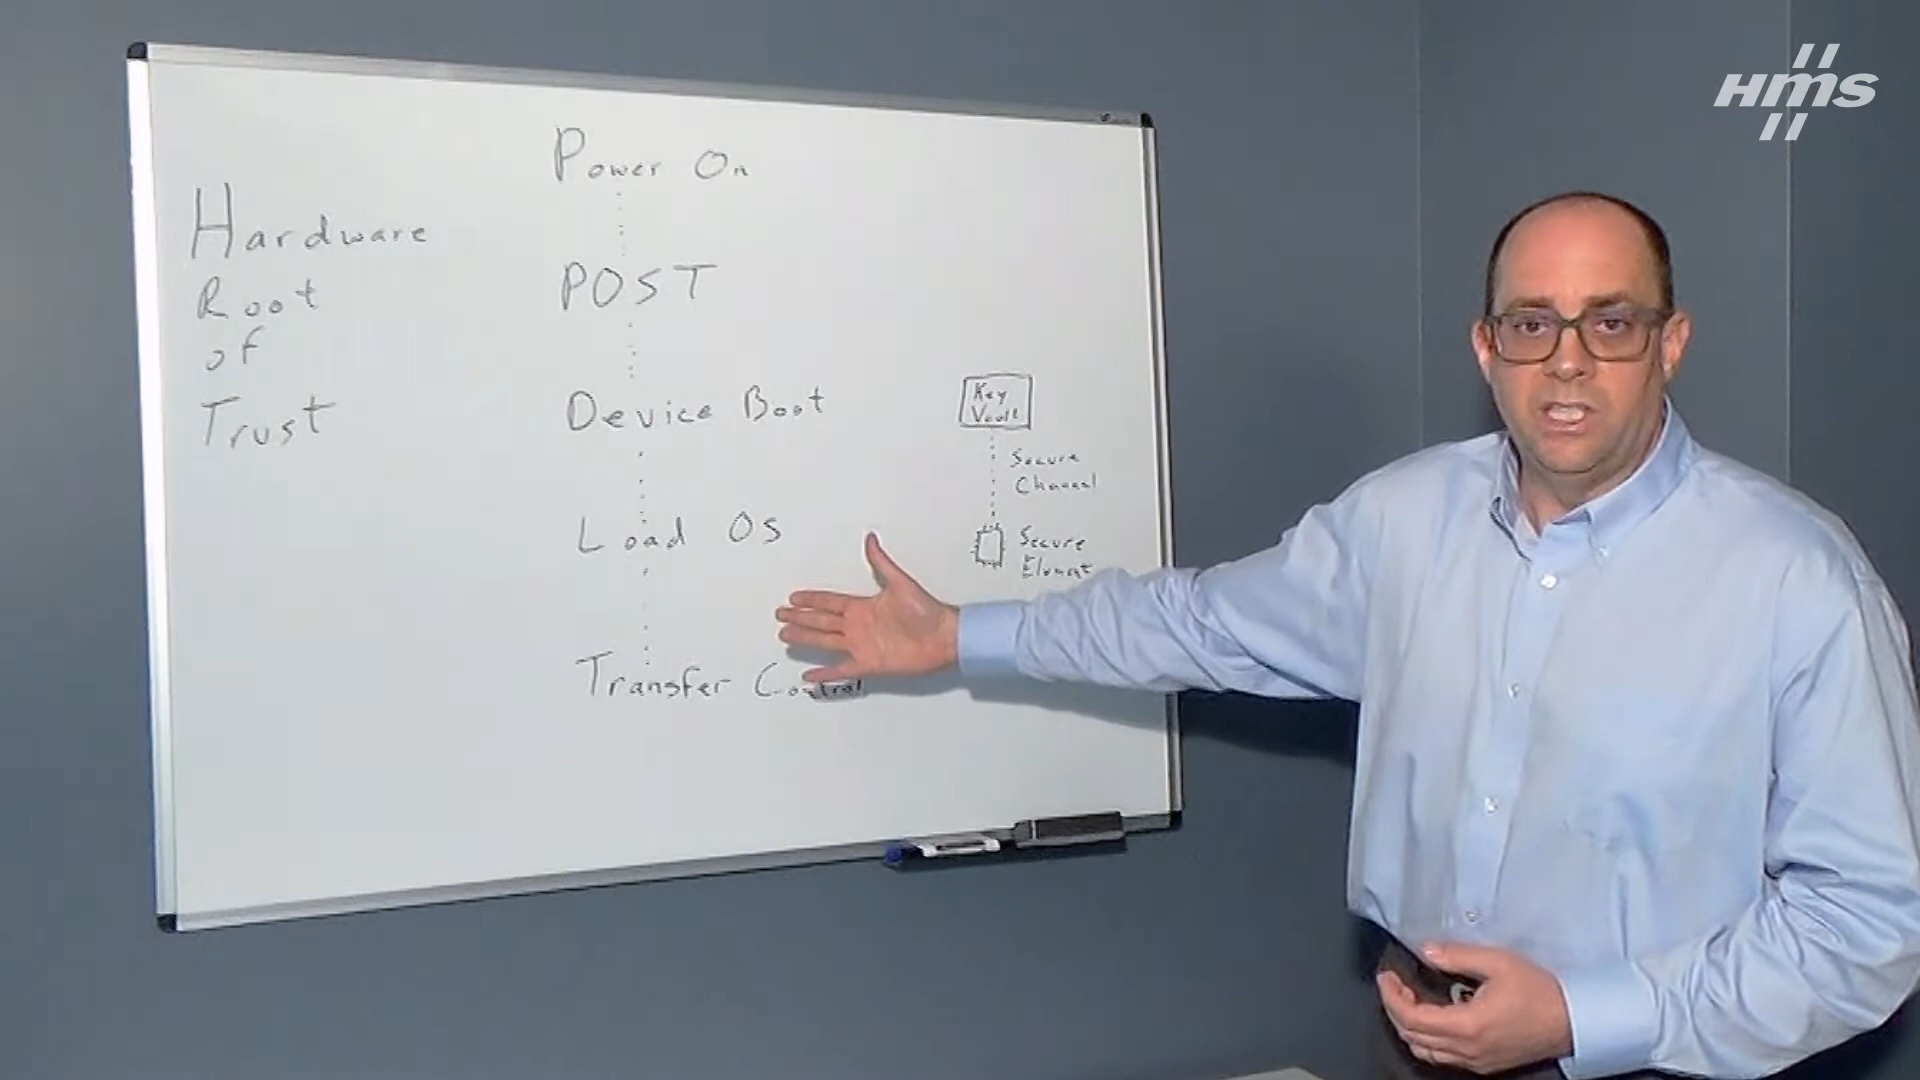 HMS
Hardware
Root
of
Trust
Power On
POST
Device Boot
Load OS
Transfer Control
Key
Vault
Secure
Channel
Secure
Element